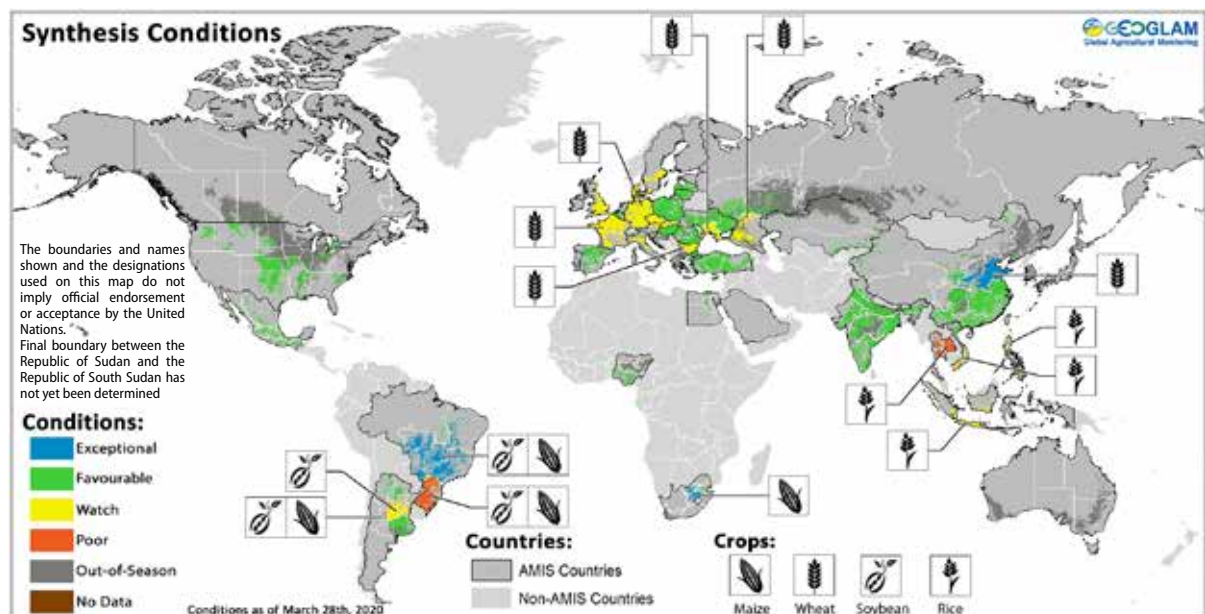 Synthesis Conditions
GEOGLAM
Global Agricultural Monitoring
The boundaries and names
shown and the designations
used on this map do not
imply official endorsement
or acceptance by the United
Nations.
Final boundary between the
Republic of Sudan and the
Republic of South Sudan has
not yet been determined
Conditions:
Exceptional
Favourable
Watch
Poor
Out-of-Season
No Data
Conditions as of March 28th, 2020
Countries:
AMIS Countries
Non-AMIS Countries
Crops:
Maize
Wheat
Soybean
Rice